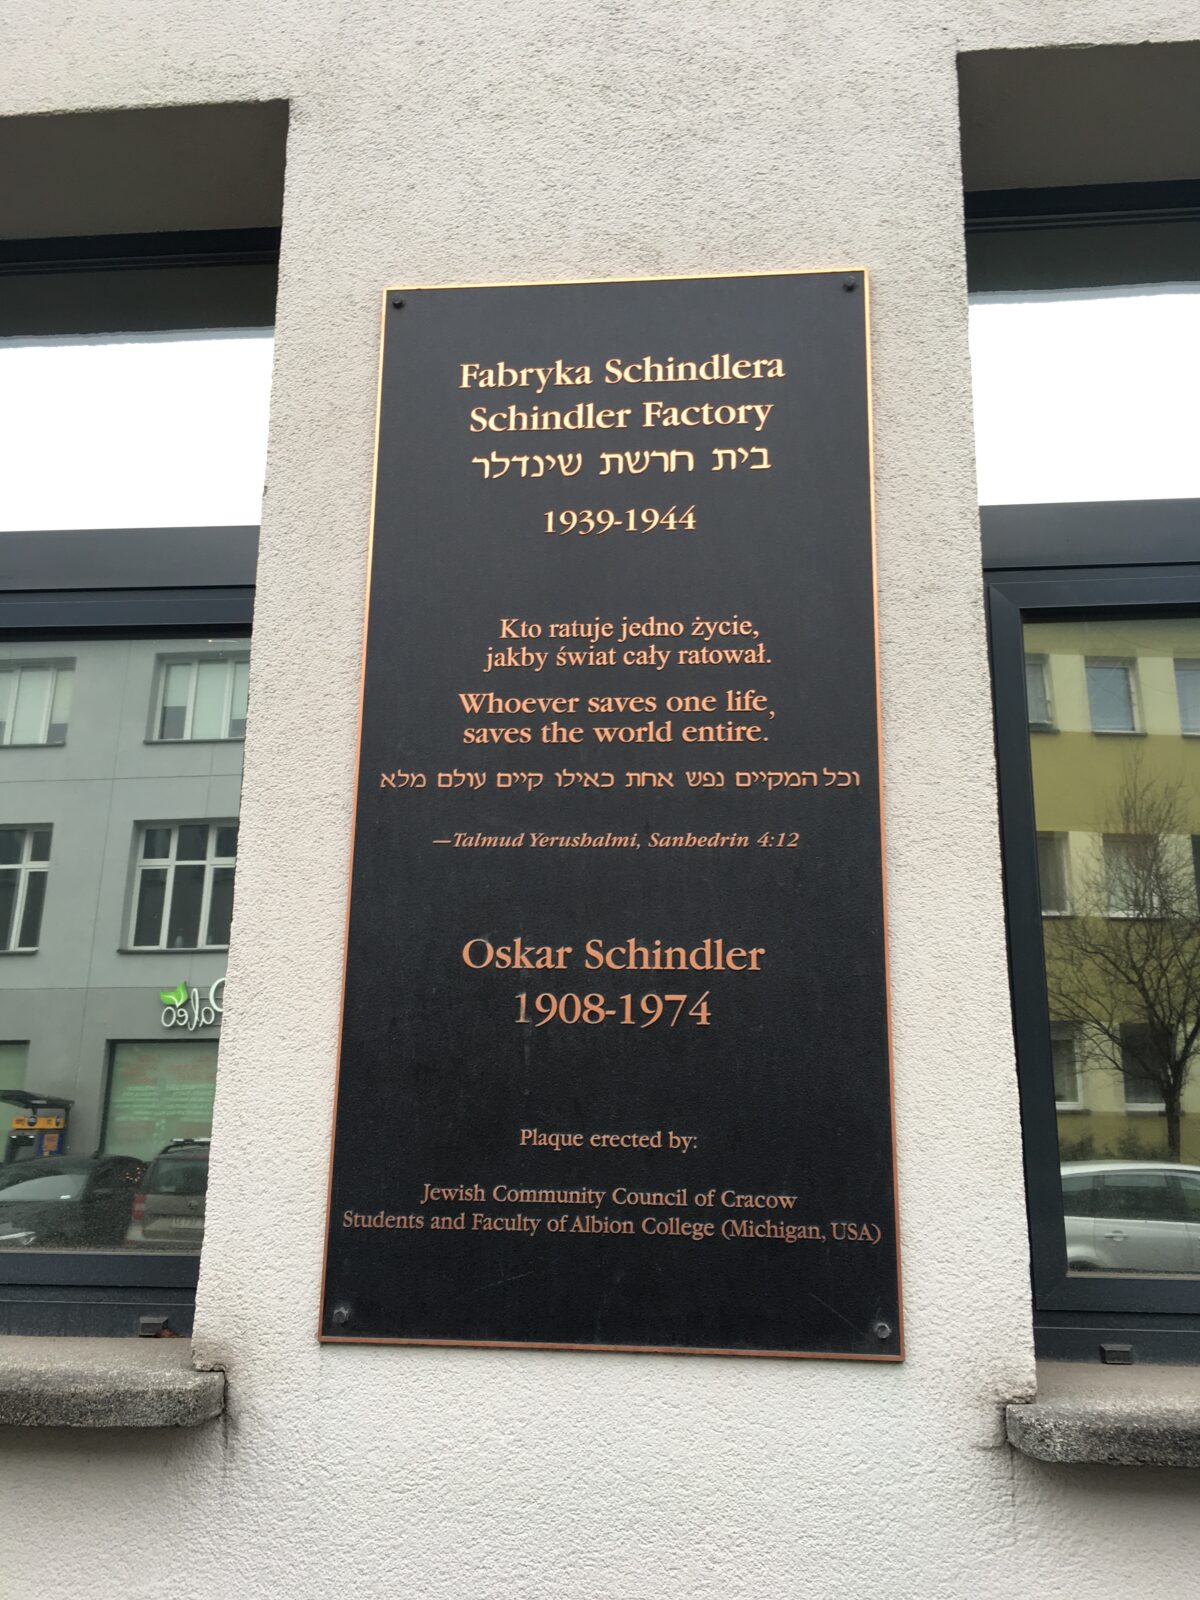 Fabryka Schindlera
Schindler Factory
בית חרשת שינדלר
1939-1944
Kto ratuje jedno życie,
jakby świat cały ratował.
Whoever saves one life,
saves the world entire.
וכל המקיים נפש אחת כאילו קיים עולם מלא
—Talmud Yerushalmi, Sanhedrin 4:12
Oskar Schindler
1908-1974
Plaque erected by:
Jewish Community Council of Cracow
Students and Faculty of Albion College (Michigan, USA)